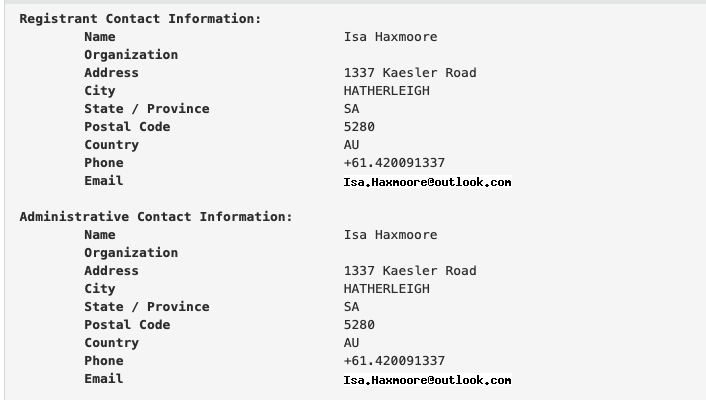 Registrant Contact Information:
Name Isa Haxmoore
Organization
Address 1337 Kaesler Road
City HATHERLEIGH
State / Province SA
Postal Code 5280
Country AU
Phone +61.420091337
Email Isa.Haxmoore@outlook.com
Administrative Contact Information:
Name Isa Haxmoore
Organization
Address 1337 Kaesler Road
City HATHERLEIGH
State / Province SA
Postal Code 5280
Country AU
Phone +61.420091337
Email Isa.Haxmoore@outlook.com